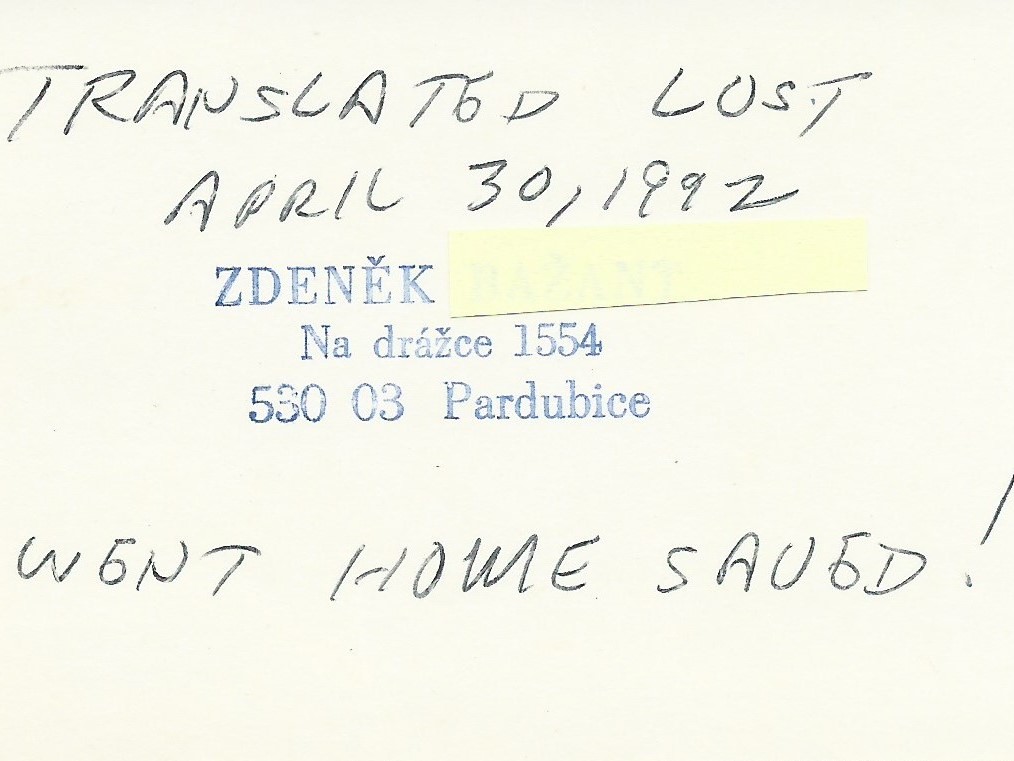 TRANSLATED LOST
APRIL 30, 1992
ZDENĚK
Na drážce 1554
530 03 Pardubice
WENT HOME SAVED!